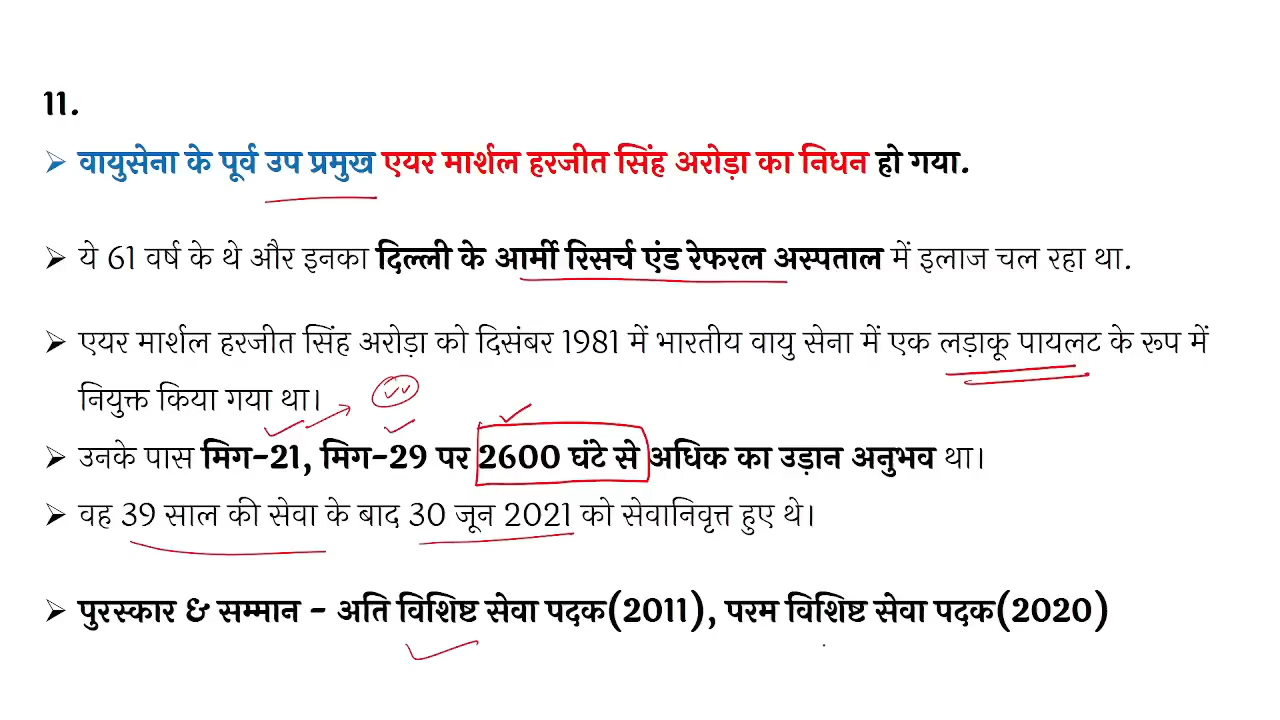 11.
➢ वायुसेना के पूर्व उप प्रमुख एयर मार्शल हरजीत सिंह अरोड़ा का निधन हो गया.
➢ ये 61 वर्ष के थे और इनका दिल्ली के आर्मी रिसर्च एंड रेफरल अस्पताल में इलाज चल रहा था.
➢ एयर मार्शल हरजीत सिंह अरोड़ा को दिसंबर 1981 में भारतीय वायु सेना में एक लड़ाकू पायलट के रूप में
नियुक्त किया गया था।
➢ उनके पास मिग-21, मिग-29 पर 2600 घंटे से अधिक का उड़ान अनुभव था।
➢ वह 39 साल की सेवा के बाद 30 जून 2021 को सेवानिवृत्त हुए थे।
➢ पुरस्कार & सम्मान - अति विशिष्ट सेवा पदक(2011), परम विशिष्ट सेवा पदक(2020)